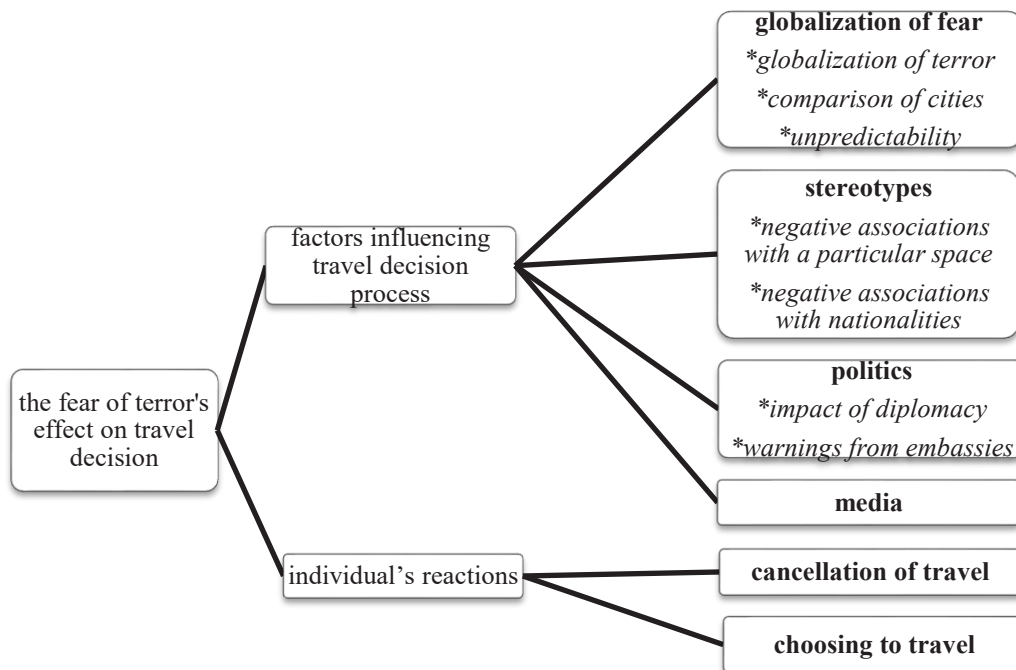 the fear of terror's
effect on travel
decision
factors influencing
travel decision
process
globalization of fear
*globalization of terror
*comparison of cities
*unpredictability
stereotypes
*negative associations
with a particular space
*negative associations
with nationalities
politics
*impact of diplomacy
*warnings from embassies
media
individual’s reactions
cancellation of travel
choosing to travel